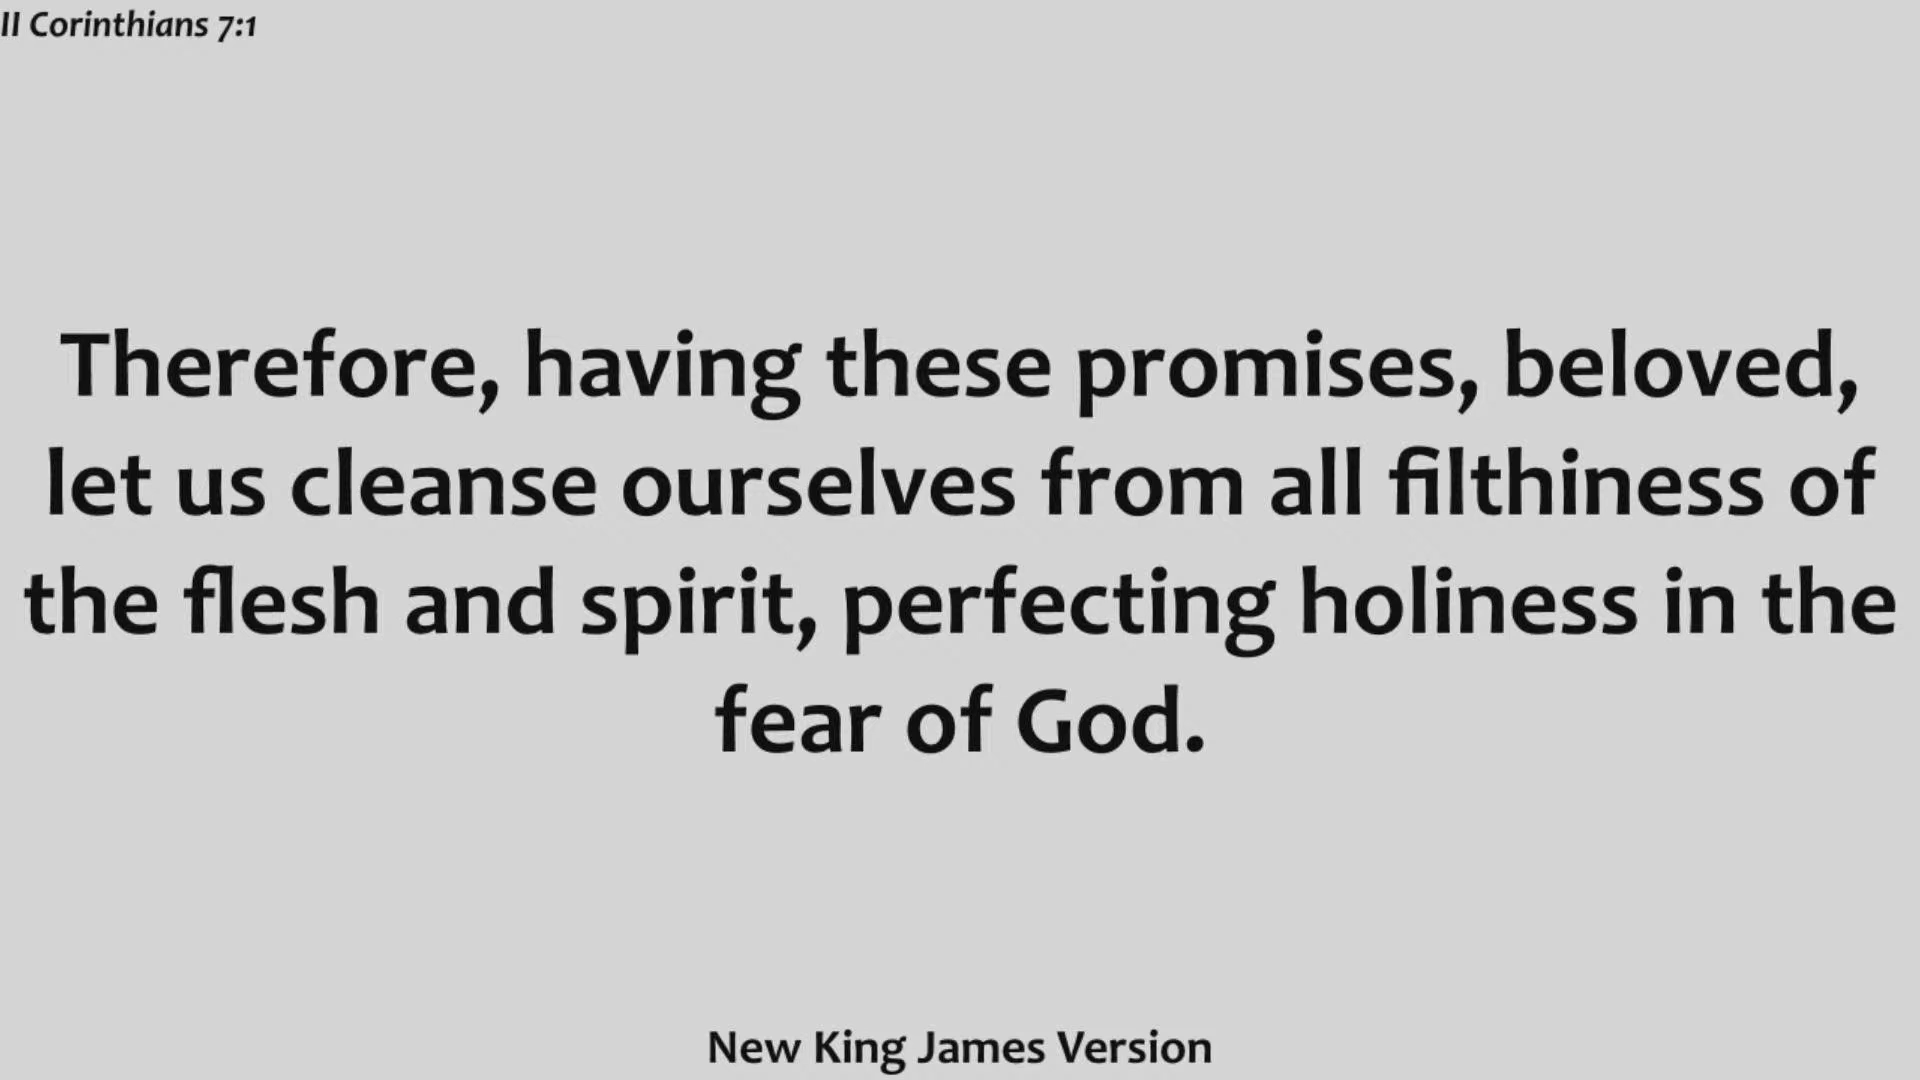 II Corinthians 7:1
Therefore, having these promises, beloved,
let us cleanse ourselves from all filthiness of
the flesh and spirit, perfecting holiness in the
fear of God.
New King James Version